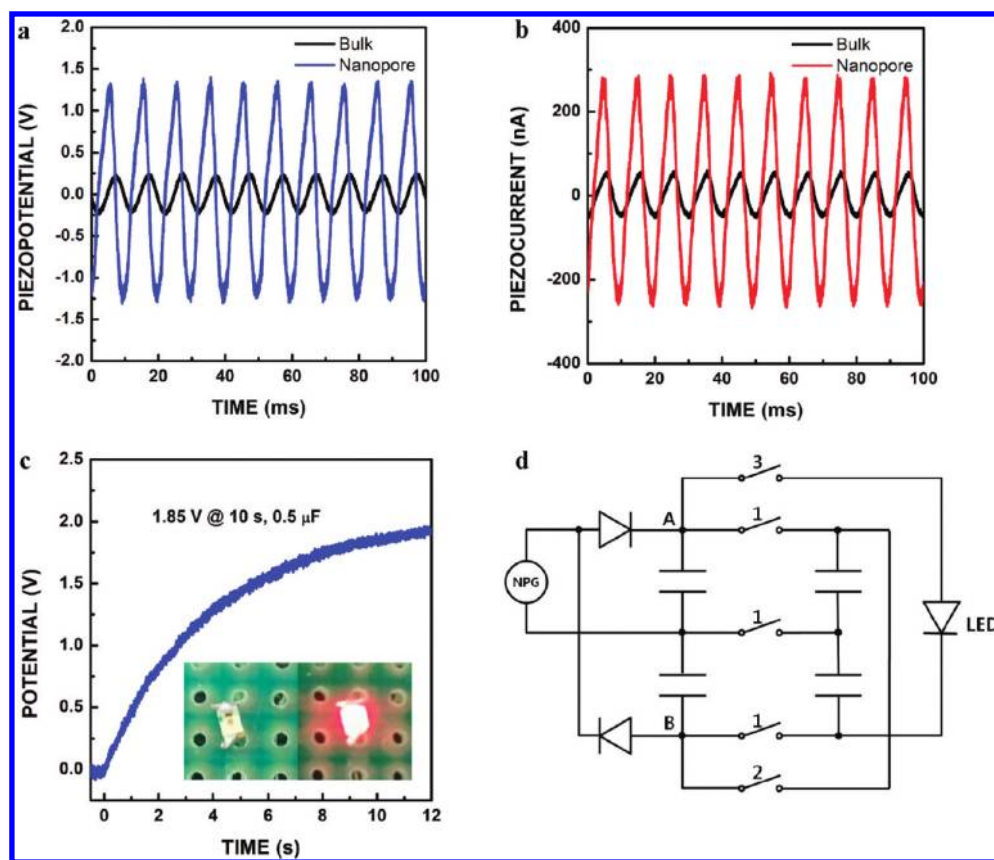 a
2.0
1.5
1.0
0.5
0.0
-0.5
-1.0
-1.5
-2.0
PIEZOPOTENTIAL (V)
Bulk
Nanopore
0 20 40 60 80 100
TIME (ms)
b
400
200
0
-200
-400
PIEZOCURRENT (nA)
Bulk
Nanopore
0 20 40 60 80 100
TIME (ms)
c
2.5
2.0
1.5
1.0
0.5
0.0
POTENTIAL (V)
1.85 V @ 10 s, 0.5 μF
0 2 4 6 8 10 12
TIME (s)
d
3
A
1
NPG
1
LED
B
1
2